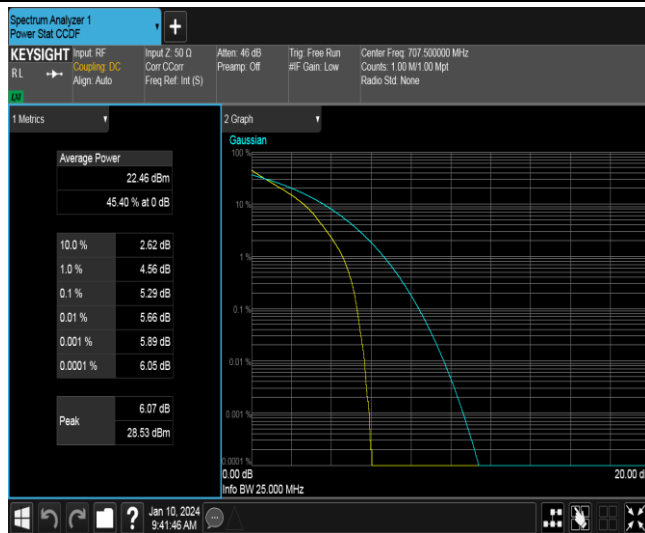 Spectrum Analyzer 1
Power Stat CCDF
+
KEYSIGHT
RL
Input: RF
Coupling: DC
Align: Auto
Input Z: 50 Ω
Corr CCorr
Freq Ref: Int (S)
Atten: 46 dB
Preamp: Off
Trig: Free Run
#IF Gain: Low
Center Freq: 707.500000 MHz
Counts: 1.00 M/1.00 Mpt
Radio Std: None
1 Metrics
Average Power
22.46 dBm
45.40 % at 0 dB
10.0 % 2.62 dB
1.0 % 4.56 dB
0.1 % 5.29 dB
0.01 % 5.66 dB
0.001 % 5.89 dB
0.0001 % 6.05 dB
Peak
6.07 dB
28.53 dBm
2 Graph
Gaussian
100 %
10 %
1 %
0.1 %
0.01 %
0.001 %
0.0001 %
0.00 dB
20.00 d
Info BW 25.000 MHz
?
Jan 10, 2024
9:41:46 AM